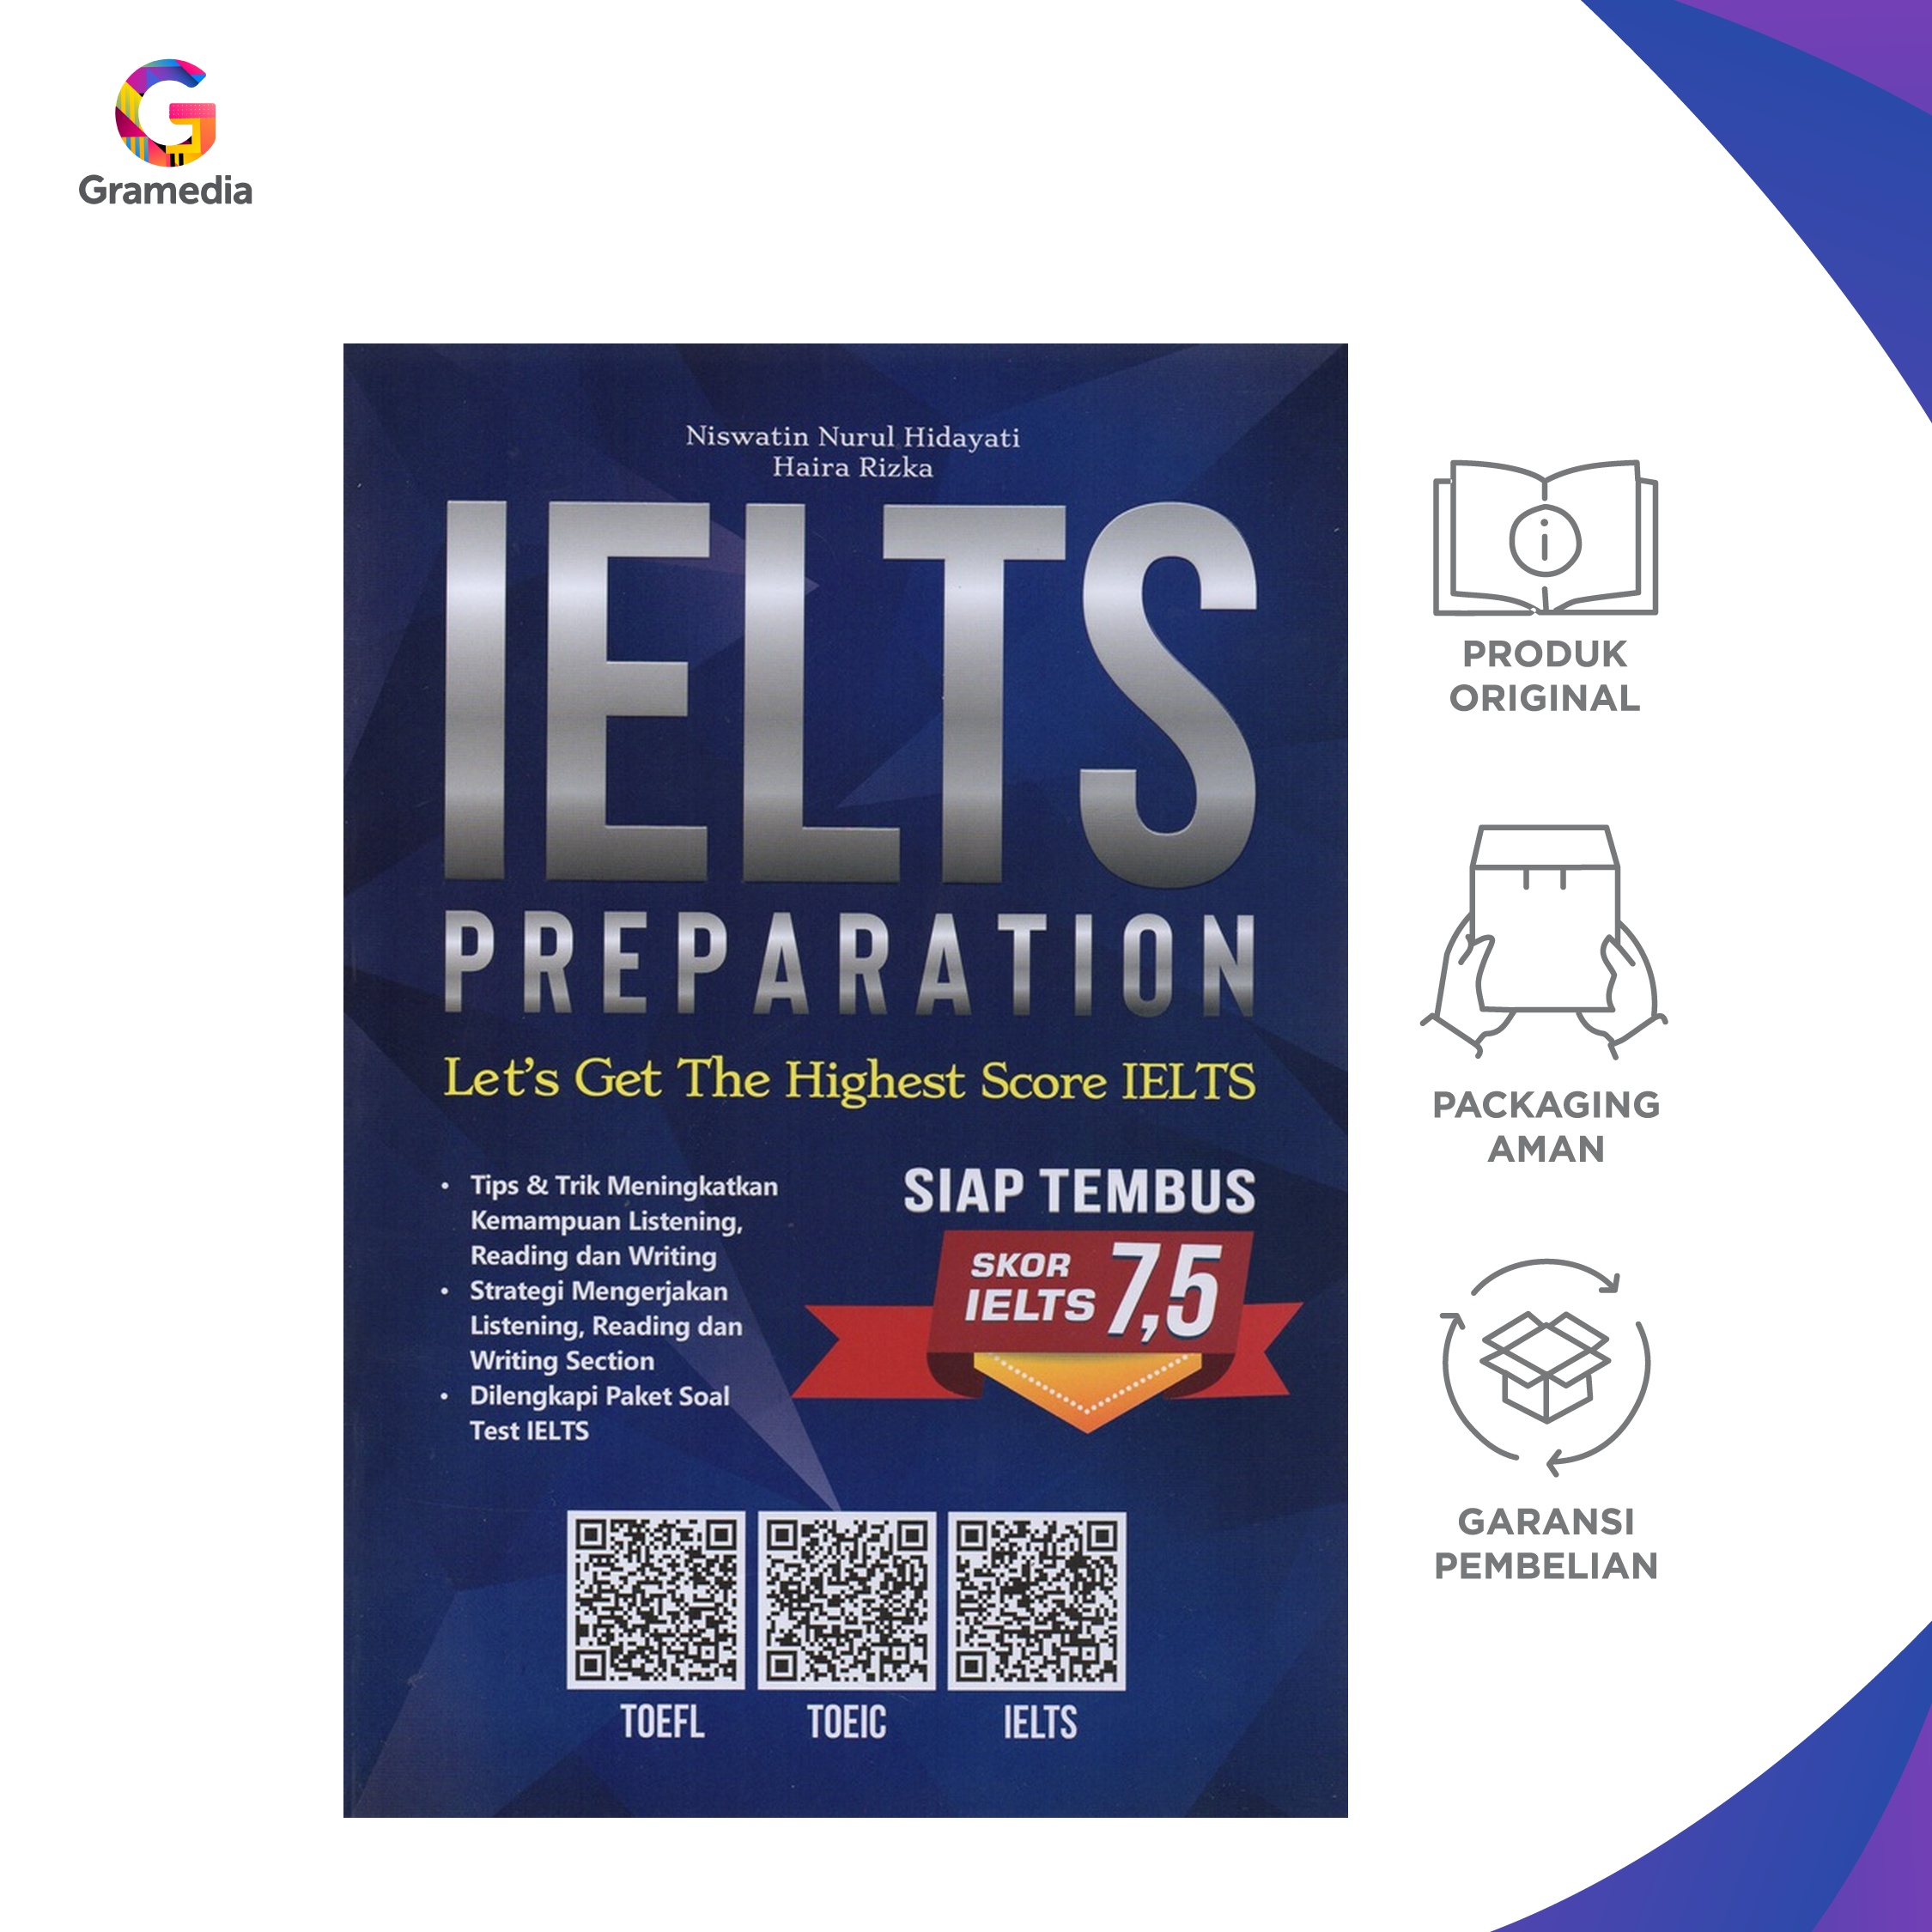 Gramedia
Niswatin Nurul Hidayati
Haira Rizka
IELTS
PREPARATION
Let's Get The Highest Score IELTS
• Tips & Trik Meningkatkan
Kemampuan Listening,
Reading dan Writing
• Strategi Mengerjakan
Listening, Reading dan
Writing Section
• Dilengkapi Paket Soal
Test IELTS
SIAP TEMBUS
SKOR
IELTS 7,5
TOEFL
TOEIC
IELTS
PRODUK
ORIGINAL
PACKAGING
AMAN
GARANSI
PEMBELIAN